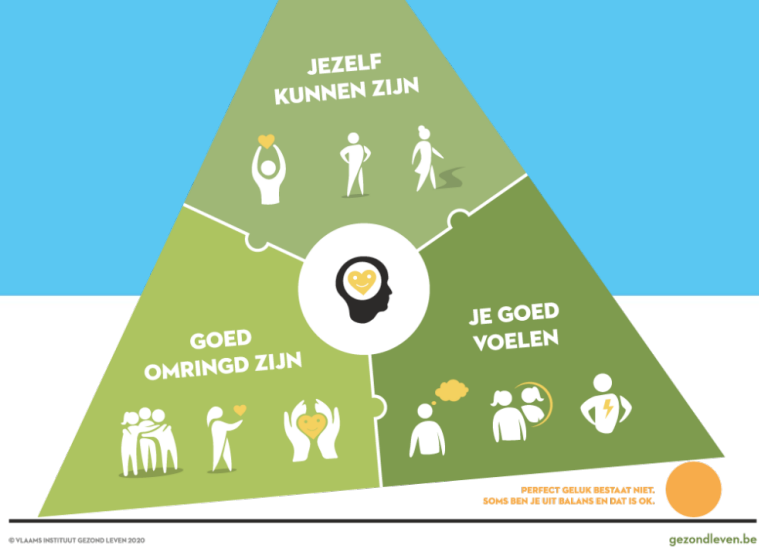 JEZELF
KUNNEN ZIJN
GOED
OMRINGD ZIJN
JE GOED
VOELEN
PERFECT GELUK BESTAAT NIET.
SOMS BEN JE UIT BALANS EN DAT IS OK.
© VLAAMS INSTITUUT GEZOND LEVEN 2020
gezondleven.be